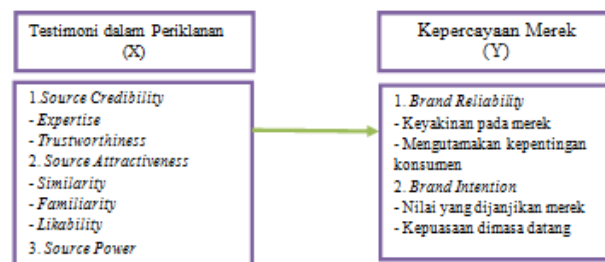 Testimoni dalam Periklanan
(X)
1.Source Credibility
- Expertise
- Trustworthiness
2. Source Attractiveness
- Similarity
- Familiarity
- Likability
3. Source Power
Kepercayaan Merek
(Y)
1. Brand Reliability
- Keyakinan pada merek
- Mengutamakan kepentingan
konsumen
2. Brand Intention
- Nilai yang dijanjikan merek
- Kepuasaan dimasa datang